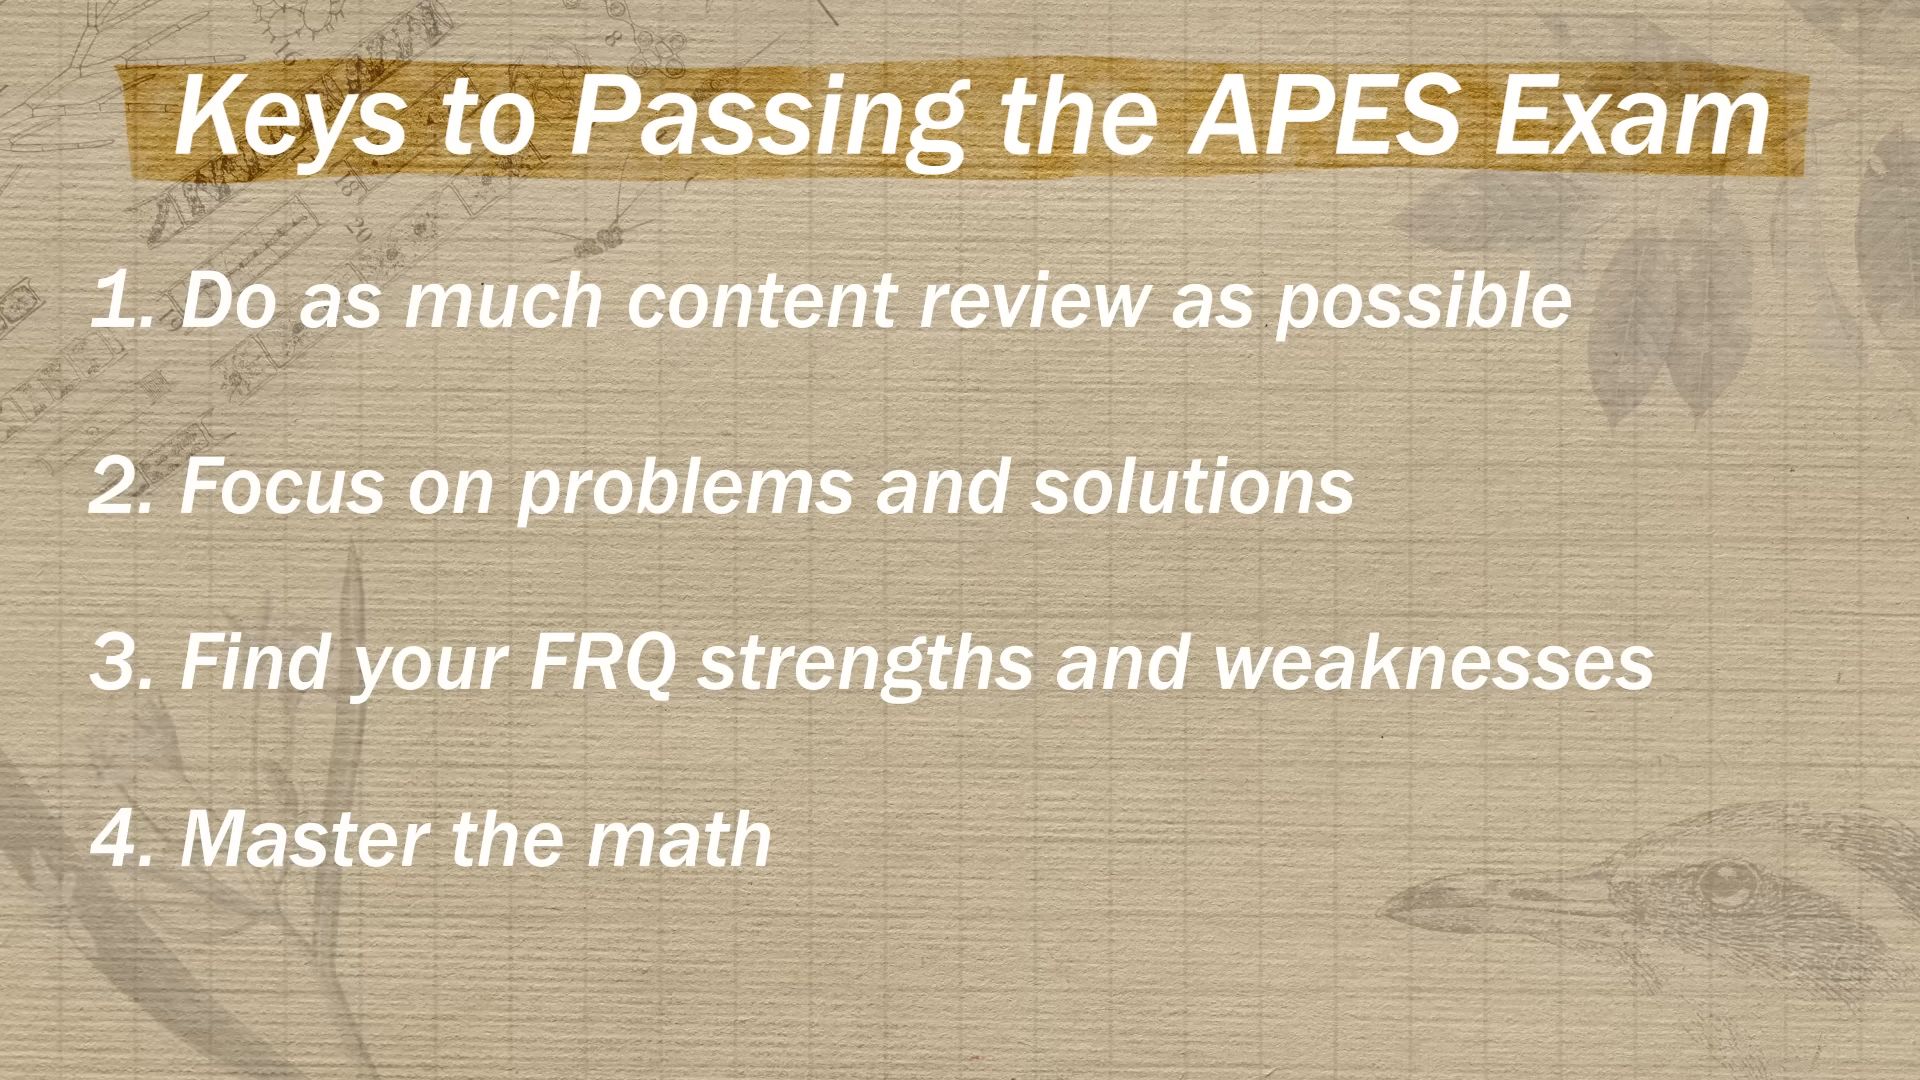 Keys to Passing the APES Exam
1. Do as much content review as possible
2. Focus on problems and solutions
3. Find your FRQ strengths and weaknesses
4. Master the math